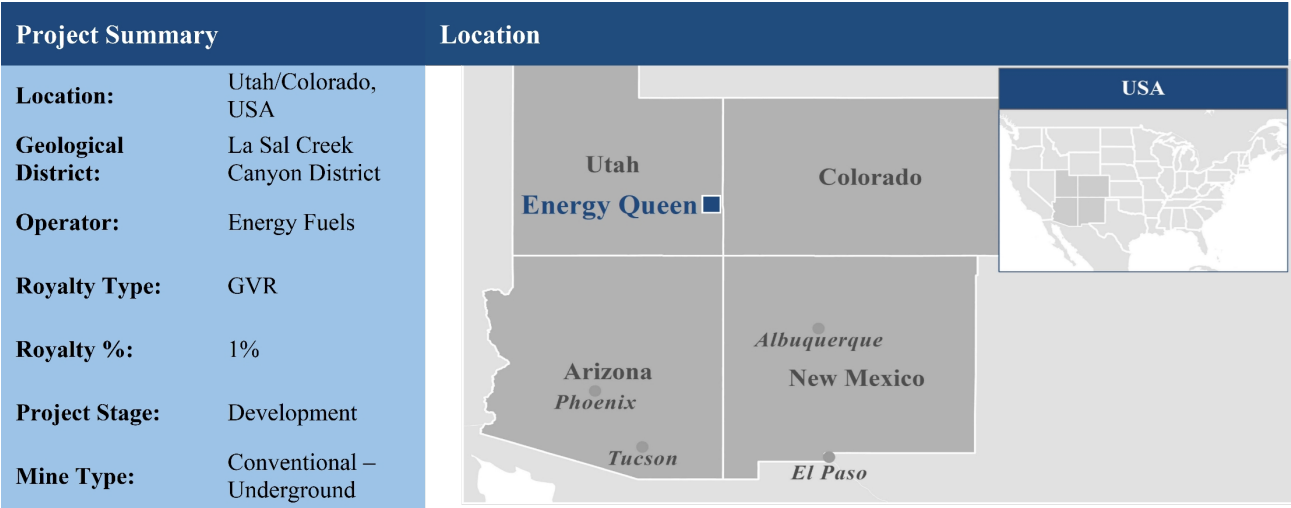 Project Summary
Location
Location:
Utah/Colorado,
USA
Geological
District:
La Sal Creek
Canyon District
Operator:
Energy Fuels
Royalty Type:
GVR
Royalty %:
1%
Project Stage:
Development
Mine Type:
Conventional –
Underground
USA
Utah
Colorado
Energy Queen
Albuquerque
Arizona
New Mexico
Phoenix
Tucson
El Paso